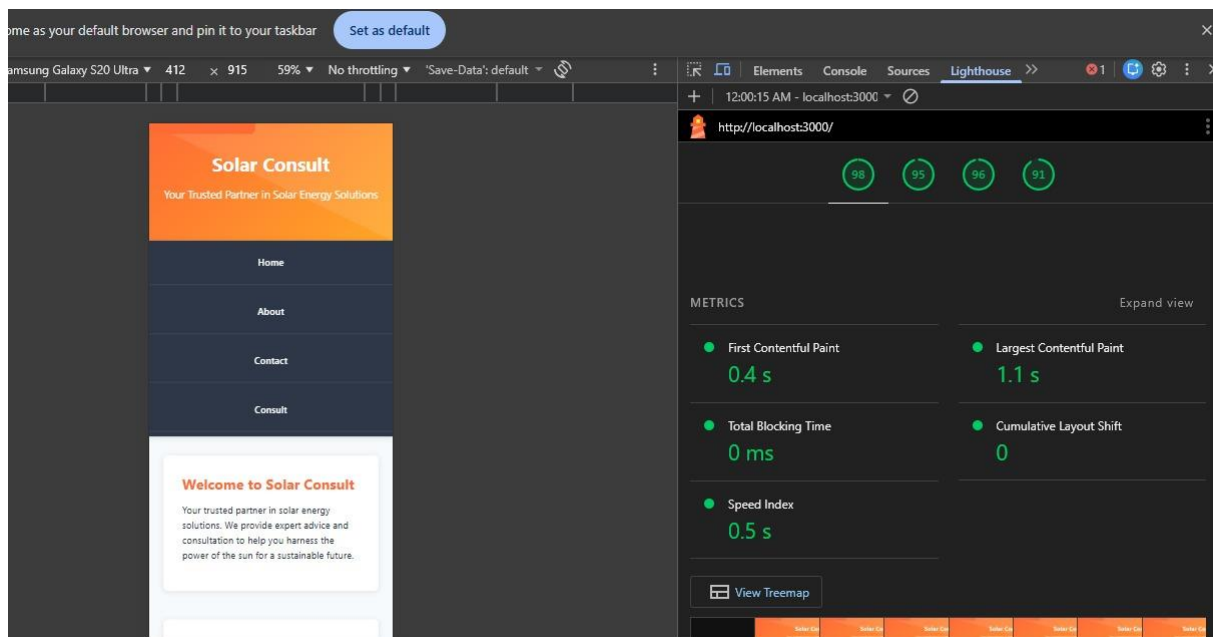 ome as your default browser and pin it to your taskbar Set as default
amsung Galaxy S20 Ultra 412 × 915 59% No throttling 'Save-Data': default
Elements Console Sources Lighthouse 1
12:00:15 AM - localhost:3000
http://localhost:3000/
98 95 96 91
Solar Consult
Your Trusted Partner in Solar Energy Solutions
Home
About
Contact
Consult
Welcome to Solar Consult
Your trusted partner in solar energy
solutions. We provide expert advice and
consultation to help you harness the
power of the sun for a sustainable future.
METRICS Expand view
First Contentful Paint
0.4 s
Largest Contentful Paint
1.1 s
Total Blocking Time
0 ms
Cumulative Layout Shift
0
Speed Index
0.5 s
View Treemap